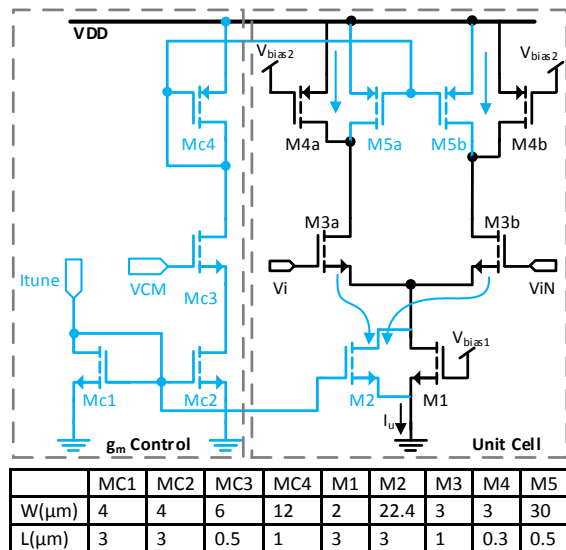 VDD
Vbias2
Vbias2
Mc4
M4a
M5a
M5b
M4b
M3a
M3b
Itune
VCM
Mc3
Vi
ViN
Vbias1
Mc1
Mc2
M2
M1
Iu
gm Control
Unit Cell
MC1 MC2 MC3 MC4 M1 M2 M3 M4 M5
W(μm) 4 4 6 12 2 22.4 3 3 30
L(μm) 3 3 0.5 1 3 3 1 0.3 0.5